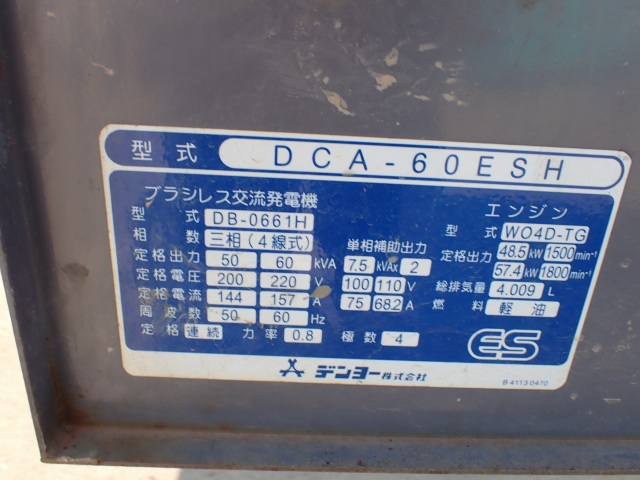 型式 DCA-60ESH
ブラシレス交流発電機
型式 DB-0661H
相数 三相(4線式) 単相補助出力
定格出力 50 60 kVA 7.5 kVAx 2
定格電圧 200 220 V 100 110 V
定格電流 144 157 A 75 68.2 A
周波数 50 60 Hz
定格 連続 力率 0.8 極数 4
エンジン
型式 WO4D-TG
定格出力 48.5 kW 1500 min⁻¹
57.4 kW 1800 min⁻¹
総排気量 4.009 L
燃料 軽油
ES
デンヨー株式会社
B 4113 0470